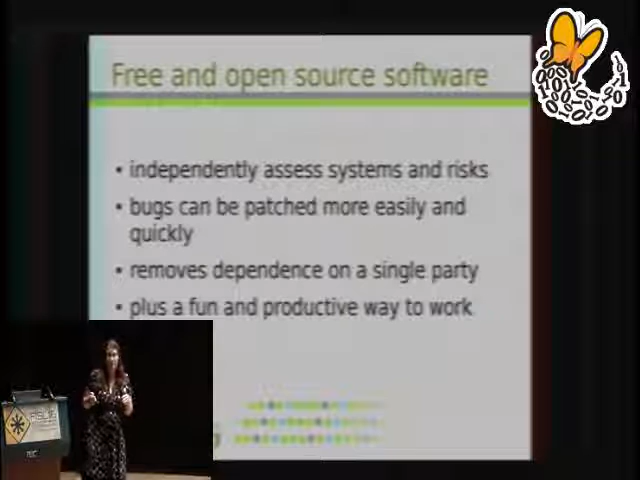 Free and open source software
• independently assess systems and risks
• bugs can be patched more easily and
quickly
• removes dependence on a single party
• plus a fun and productive way to work